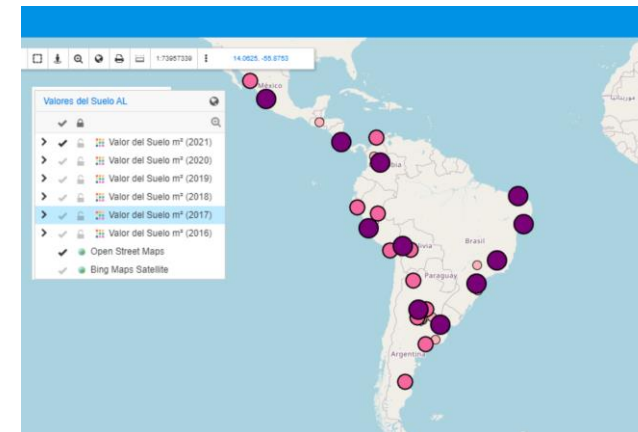 1:73957339
14.0625, -55.8753
Valores del Suelo AL
Valor del Suelo m² (2021)
Valor del Suelo m² (2020)
Valor del Suelo m² (2019)
Valor del Suelo m² (2018)
Valor del Suelo m² (2017)
Valor del Suelo m² (2016)
Open Street Maps
Bing Maps Satellite
México
bia
Brasil
ivia
Paraguay
Argentina